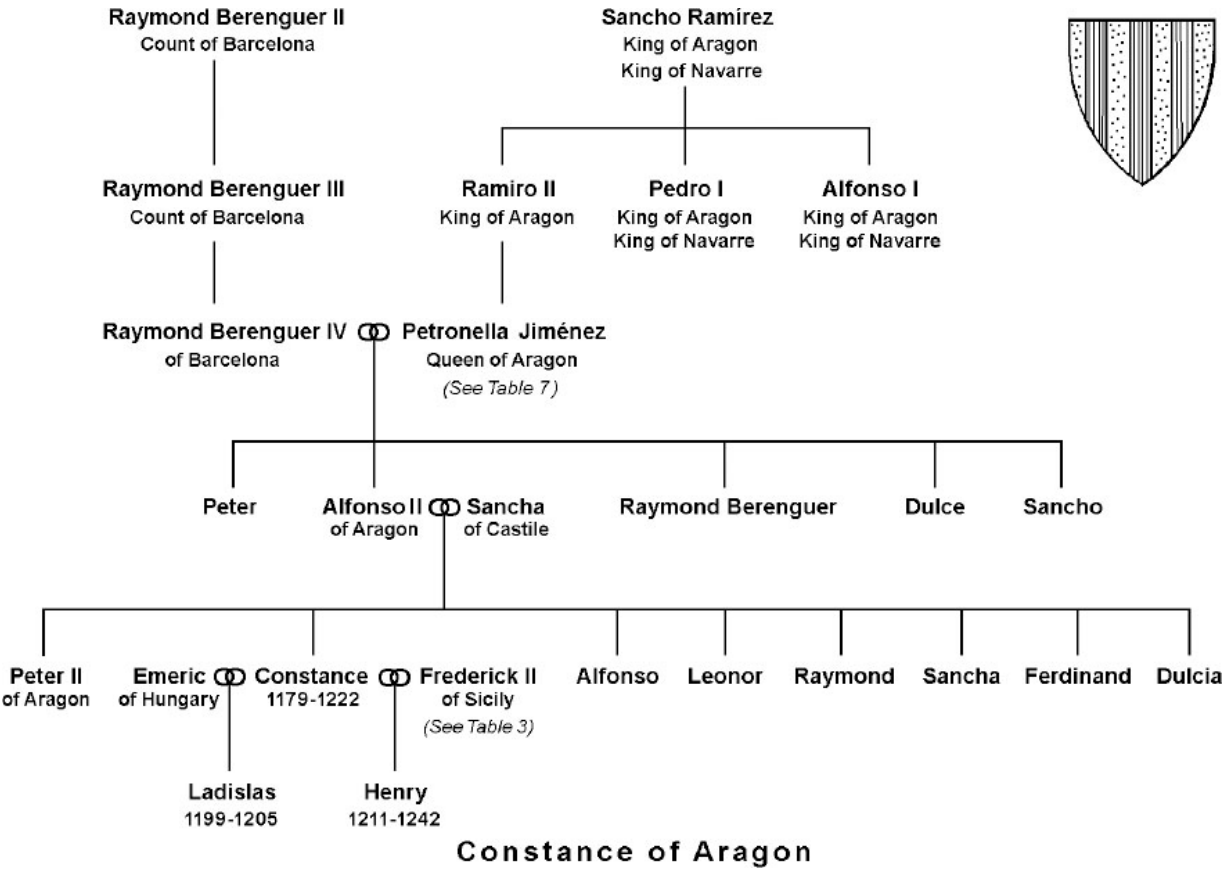 Raymond Berenguer II
Count of Barcelona
Sancho Ramírez
King of Aragon
King of Navarre
Raymond Berenguer III
Count of Barcelona
Ramiro II
King of Aragon
Pedro I
King of Aragon
King of Navarre
Alfonso I
King of Aragon
King of Navarre
Raymond Berenguer IV
of Barcelona
Petronella Jiménez
Queen of Aragon
(See Table 7)
Peter
Alfonso II
of Aragon
Sancha
of Castile
Raymond Berenguer
Dulce
Sancho
Peter II
of Aragon
Emeric
of Hungary
Constance
1179-1222
Frederick II
of Sicily
(See Table 3)
Alfonso
Leonor
Raymond
Sancha
Ferdinand
Dulcia
Ladislas
1199-1205
Henry
1211-1242
Constance of Aragon